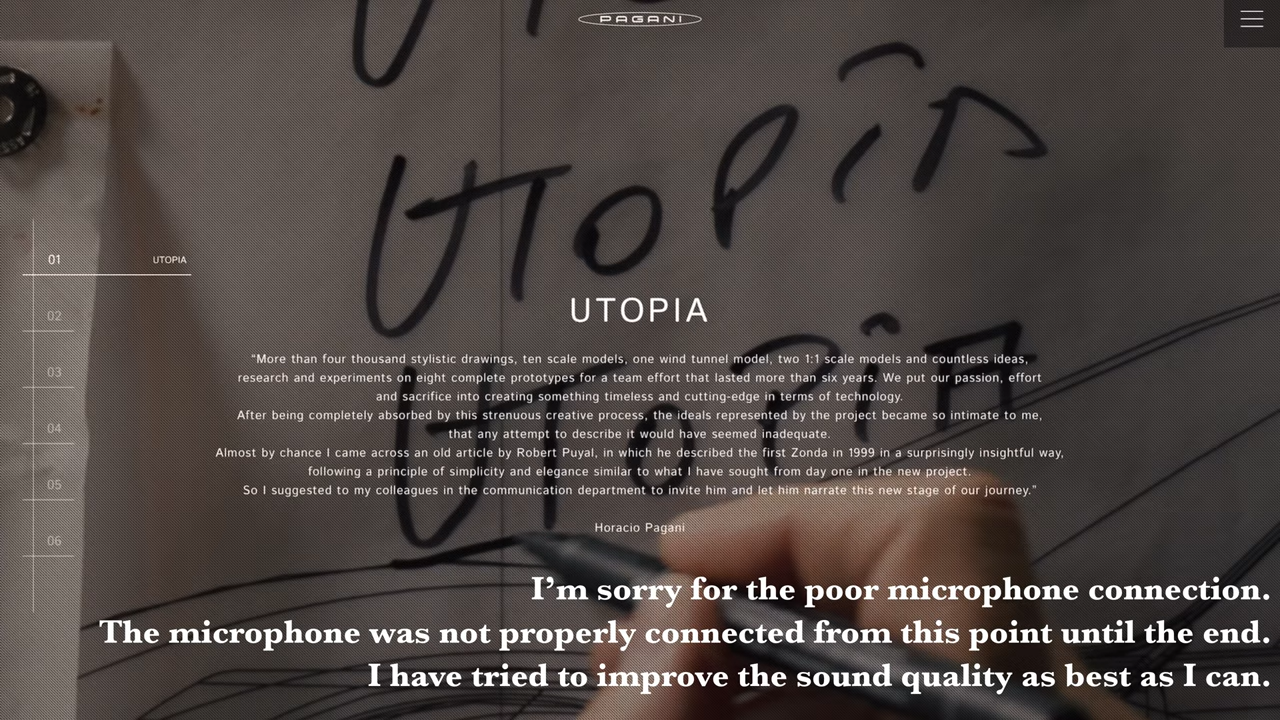 PAGANI
UTOPIA
01 UTOPIA
02
03
04
05
06
UTOPIA
"More than four thousand stylistic drawings, ten scale models, one wind tunnel model, two 1:1 scale models and countless ideas,
research and experiments on eight complete prototypes for a team effort that lasted more than six years. We put our passion, effort
and sacrifice into creating something timeless and cutting-edge in terms of technology.
After being completely absorbed by this strenuous creative process, the ideals represented by the project became so intimate to me,
that any attempt to describe it would have seemed inadequate.
Almost by chance I came across an old article by Robert Puyal, in which he described the first Zonda in 1999 in a surprisingly insightful way,
following a principle of simplicity and elegance similar to what I have sought from day one in the new project.
So I suggested to my colleagues in the communication department to invite him and let him narrate this new stage of our journey."
Horacio Pagani
UTOPIA
I'm sorry for the poor microphone connection.
The microphone was not properly connected from this point until the end.
I have tried to improve the sound quality as best as I can.